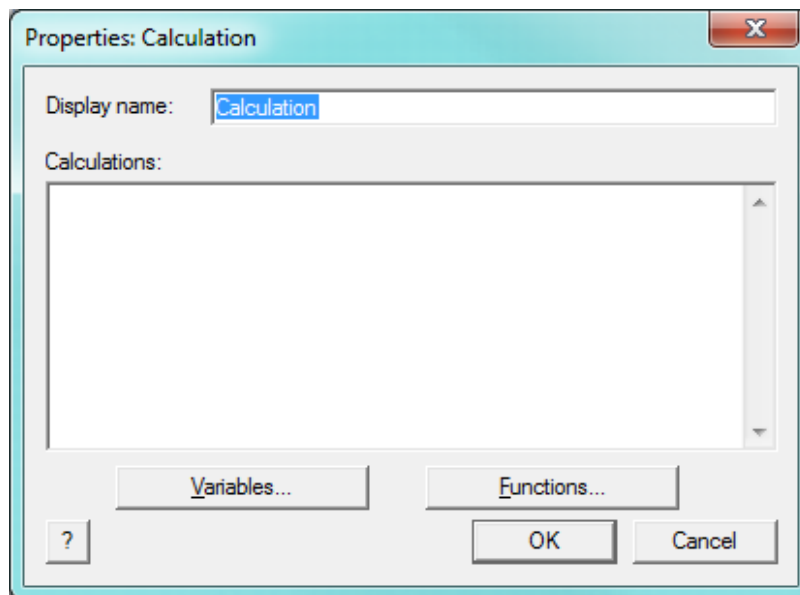 Properties: Calculation
X
Display name: Calculation
Calculations:
Variables... Functions...
? OK Cancel